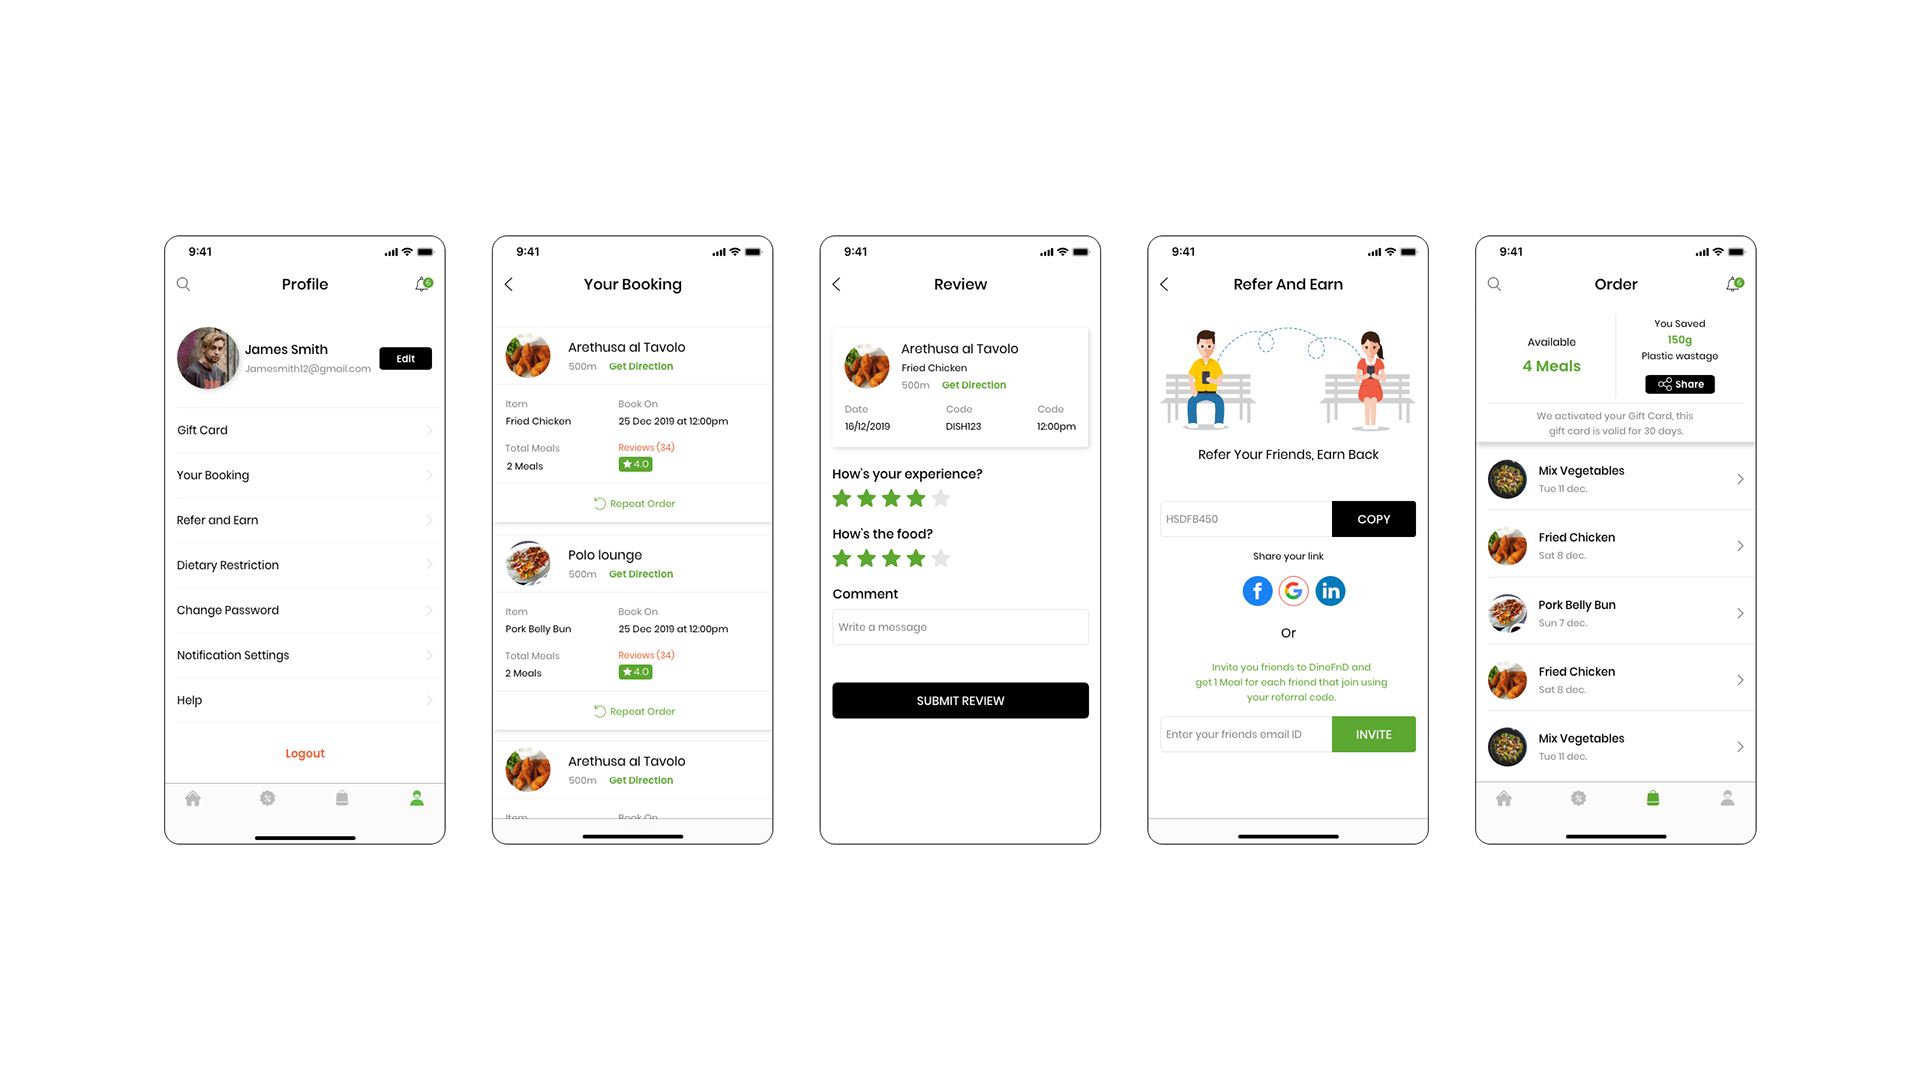 9:41
Profile
6
James Smith
Jamesmith12@gmail.com
Edit
Gift Card
Your Booking
Refer and Earn
Dietary Restriction
Change Password
Notification Settings
Help
Logout
9:41
Your Booking
Arethusa al Tavolo
500m Get Direction
Item Book On
Fried Chicken 25 Dec 2019 at 12:00pm
Total Meals Reviews (34)
2 Meals 4.0
Repeat Order
Polo lounge
500m Get Direction
Item Book On
Pork Belly Bun 25 Dec 2019 at 12:00pm
Total Meals Reviews (34)
2 Meals 4.0
Repeat Order
Arethusa al Tavolo
500m Get Direction
Item Book On
9:41
Review
Arethusa al Tavolo
Fried Chicken
500m Get Direction
Date Code Code
16/12/2019 DISH123 12:00pm
How's your experience?
How's the food?
Comment
Write a message
SUBMIT REVIEW
9:41
Refer And Earn
Refer Your Friends, Earn Back
HSDFB450 COPY
Share your link
f G in
Or
Invite you friends to DineFnD and
get 1 Meal for each friend that join using
your referral code.
Enter your friends email ID INVITE
9:41
Order
6
Available
4 Meals
You Saved
150g
Plastic wastage
Share
We activated your Gift Card, this
gift card is valid for 30 days.
Mix Vegetables
Tue 11 dec.
Fried Chicken
Sat 8 dec.
Pork Belly Bun
Sun 7 dec.
Fried Chicken
Sat 8 dec.
Mix Vegetables
Tue 11 dec.